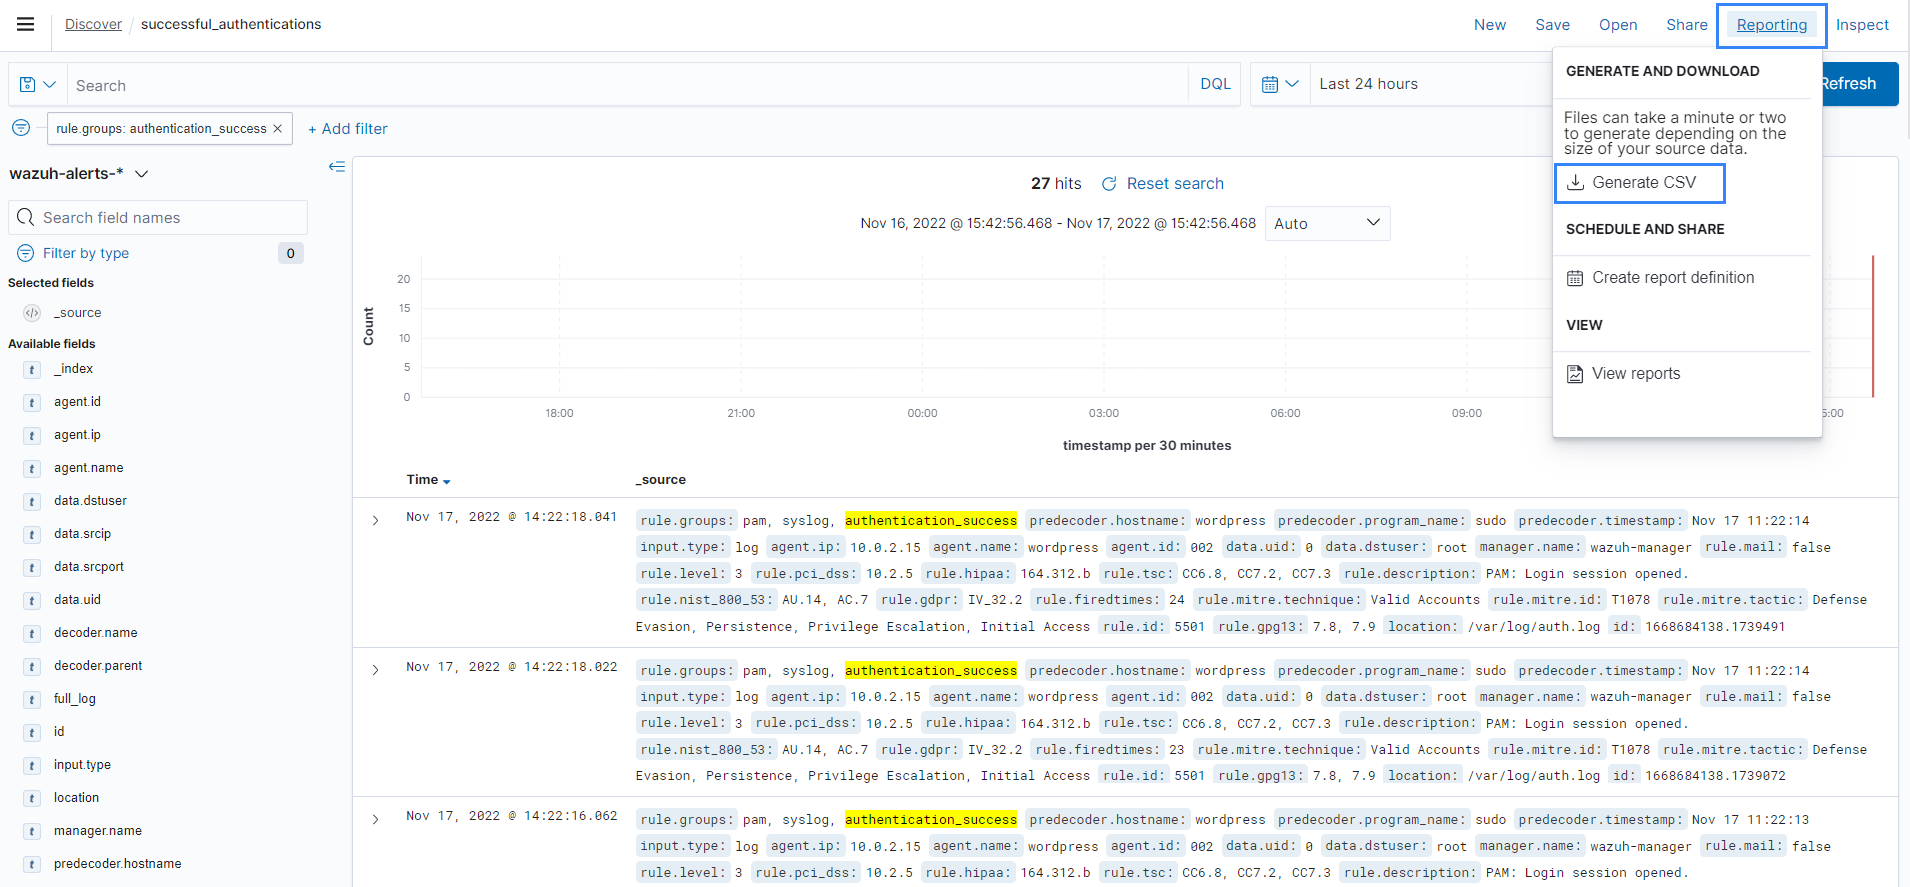 Discover / successful_authentications
New Save Open Share Reporting Inspect
Search DQL Last 24 hours Refresh
rule.groups: authentication_success × + Add filter
GENERATE AND DOWNLOAD
Files can take a minute or two
to generate depending on the
size of your source data.
Generate CSV
SCHEDULE AND SHARE
Create report definition
VIEW
View reports
wazuh-alerts-*
Search field names
Filter by type 0
Selected fields
_source
Available fields
t _index
t agent.id
t agent.ip
t agent.name
t data.dstuser
t data.srcip
t data.srcport
t data.uid
t decoder.name
t decoder.parent
t full_log
t id
t input.type
t location
t manager.name
t predecoder.hostname
27 hits Reset search
Nov 16, 2022 @ 15:42:56.468 - Nov 17, 2022 @ 15:42:56.468 Auto
Count
20
15
10
5
0
18:00 21:00 00:00 03:00 06:00 09:00 5:00
timestamp per 30 minutes
Time _source
Nov 17, 2022 @ 14:22:18.041 rule.groups: pam, syslog, authentication_success predecoder.hostname: wordpress predecoder.program_name: sudo predecoder.timestamp: Nov 17 11:22:14
input.type: log agent.ip: 10.0.2.15 agent.name: wordpress agent.id: 002 data.uid: 0 data.dstuser: root manager.name: wazuh-manager rule.mail: false
rule.level: 3 rule.pci_dss: 10.2.5 rule.hipaa: 164.312.b rule.tsc: CC6.8, CC7.2, CC7.3 rule.description: PAM: Login session opened.
rule.nist_800_53: AU.14, AC.7 rule.gdpr: IV_32.2 rule.firedtimes: 24 rule.mitre.technique: Valid Accounts rule.mitre.id: T1078 rule.mitre.tactic: Defense
Evasion, Persistence, Privilege Escalation, Initial Access rule.id: 5501 rule.gpg13: 7.8, 7.9 location: /var/log/auth.log id: 1668684138.1739491
Nov 17, 2022 @ 14:22:18.022 rule.groups: pam, syslog, authentication_success predecoder.hostname: wordpress predecoder.program_name: sudo predecoder.timestamp: Nov 17 11:22:14
input.type: log agent.ip: 10.0.2.15 agent.name: wordpress agent.id: 002 data.uid: 0 data.dstuser: root manager.name: wazuh-manager rule.mail: false
rule.level: 3 rule.pci_dss: 10.2.5 rule.hipaa: 164.312.b rule.tsc: CC6.8, CC7.2, CC7.3 rule.description: PAM: Login session opened.
rule.nist_800_53: AU.14, AC.7 rule.gdpr: IV_32.2 rule.firedtimes: 23 rule.mitre.technique: Valid Accounts rule.mitre.id: T1078 rule.mitre.tactic: Defense
Evasion, Persistence, Privilege Escalation, Initial Access rule.id: 5501 rule.gpg13: 7.8, 7.9 location: /var/log/auth.log id: 1668684138.1739072
Nov 17, 2022 @ 14:22:16.062 rule.groups: pam, syslog, authentication_success predecoder.hostname: wordpress predecoder.program_name: sudo predecoder.timestamp: Nov 17 11:22:13
input.type: log agent.ip: 10.0.2.15 agent.name: wordpress agent.id: 002 data.uid: 0 data.dstuser: root manager.name: wazuh-manager rule.mail: false
rule.level: 3 rule.pci_dss: 10.2.5 rule.hipaa: 164.312.b rule.tsc: CC6.8, CC7.2, CC7.3 rule.description: PAM: Login session opened.